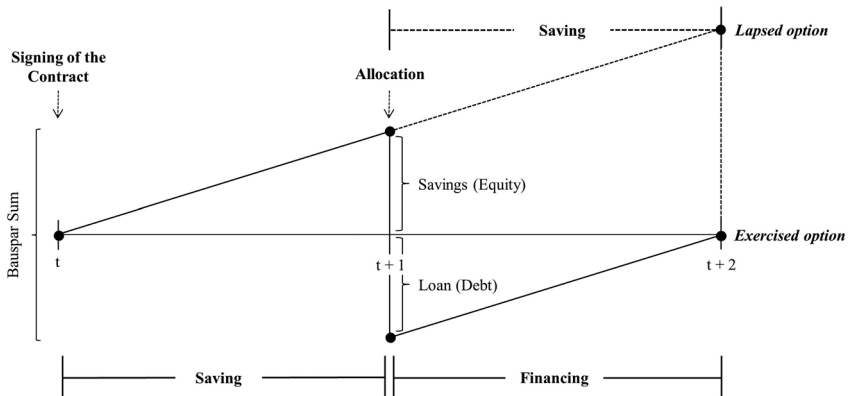 Saving
Lapsed option
Signing of the
Contract
Allocation
Bauspar Sum
Savings (Equity)
Exercised option
t
t + 1
t + 2
Loan (Debt)
Saving
Financing